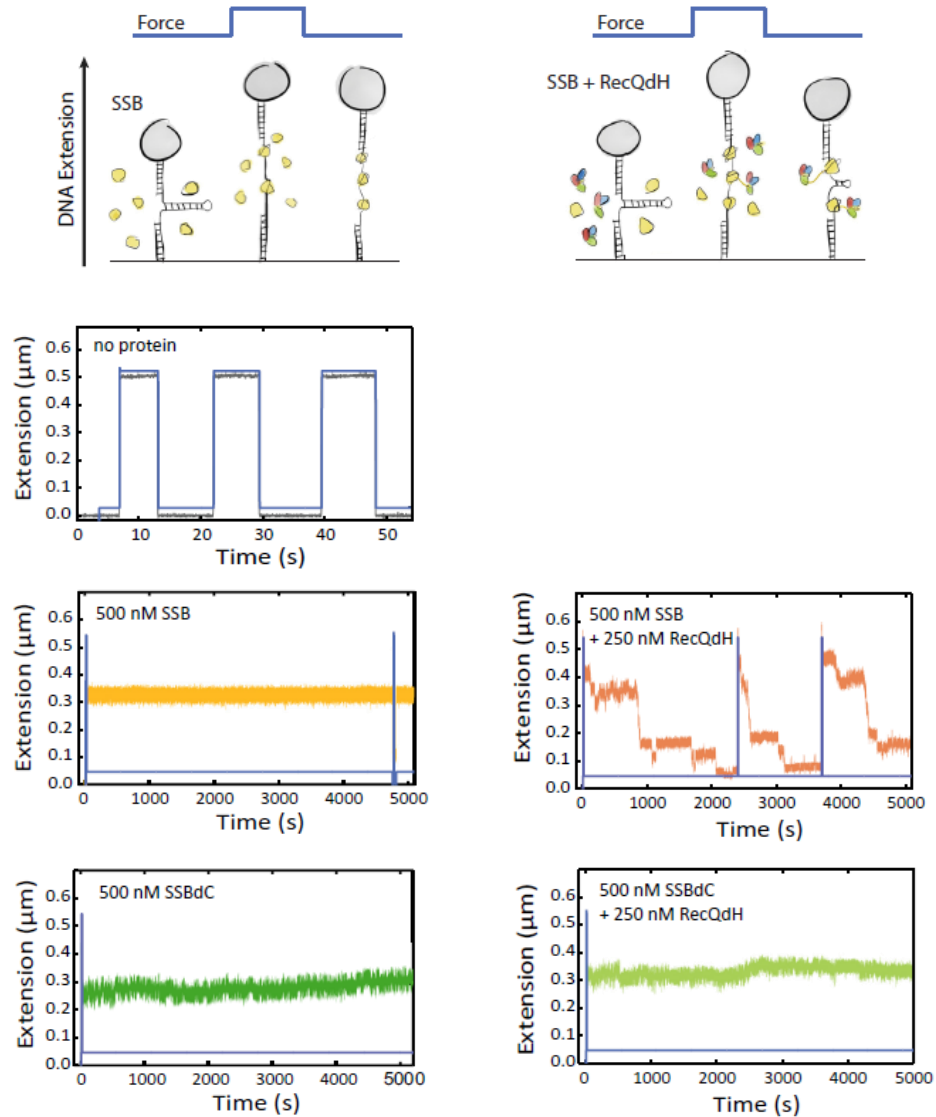 Force
SSB
DNA Extension
Force
SSB + RecQdH
no protein
Extension (µm)
0.6
0.5
0.4
0.3
0.2
0.1
0.0
0 10 20 30 40 50
Time (s)
500 nM SSB
Extension (µm)
0.6
0.5
0.4
0.3
0.2
0.1
0.0
0 1000 2000 3000 4000 5000
Time (s)
500 nM SSB
+ 250 nM RecQdH
Extension (µm)
0.6
0.5
0.4
0.3
0.2
0.1
0.0
0 1000 2000 3000 4000 5000
Time (s)
500 nM SSBdC
Extension (µm)
0.6
0.5
0.4
0.3
0.2
0.1
0.0
0 1000 2000 3000 4000 5000
Time (s)
500 nM SSBdC
+ 250 nM RecQdH
Extension (µm)
0.6
0.5
0.4
0.3
0.2
0.1
0.0
0 1000 2000 3000 4000 5000
Time (s)